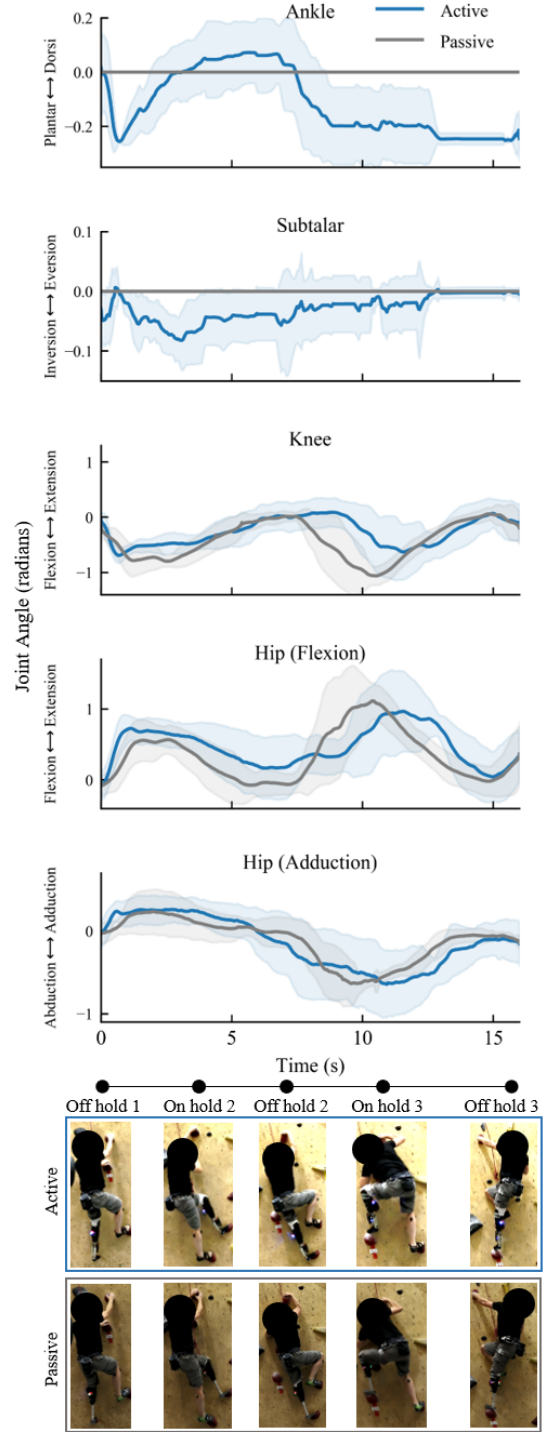 Ankle
Active
Passive
0.2
0.0
−0.2
Plantar ⟷ Dorsi
Subtalar
0.1
0.0
−0.1
Inversion ⟷ Eversion
Knee
1
0
−1
Flexion ⟷ Extension
Joint Angle (radians)
Hip (Flexion)
1
0
Flexion ⟷ Extension
Hip (Adduction)
0
−1
Abduction ⟷ Adduction
0 5 10 15
Time (s)
Off hold 1 On hold 2 Off hold 2 On hold 3 Off hold 3
Active
Passive